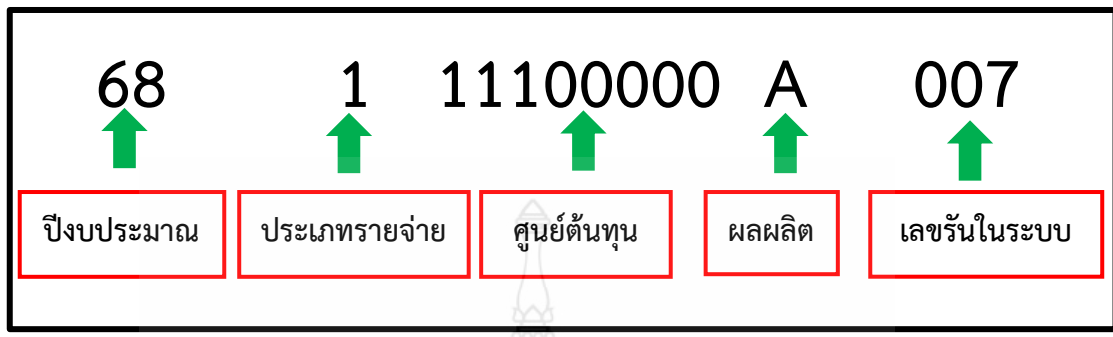 68 1 11100000 A 007
ปีงบประมาณ ประเภทรายจ่าย ศูนย์ต้นทุน ผลผลิต เลขรันในระบบ